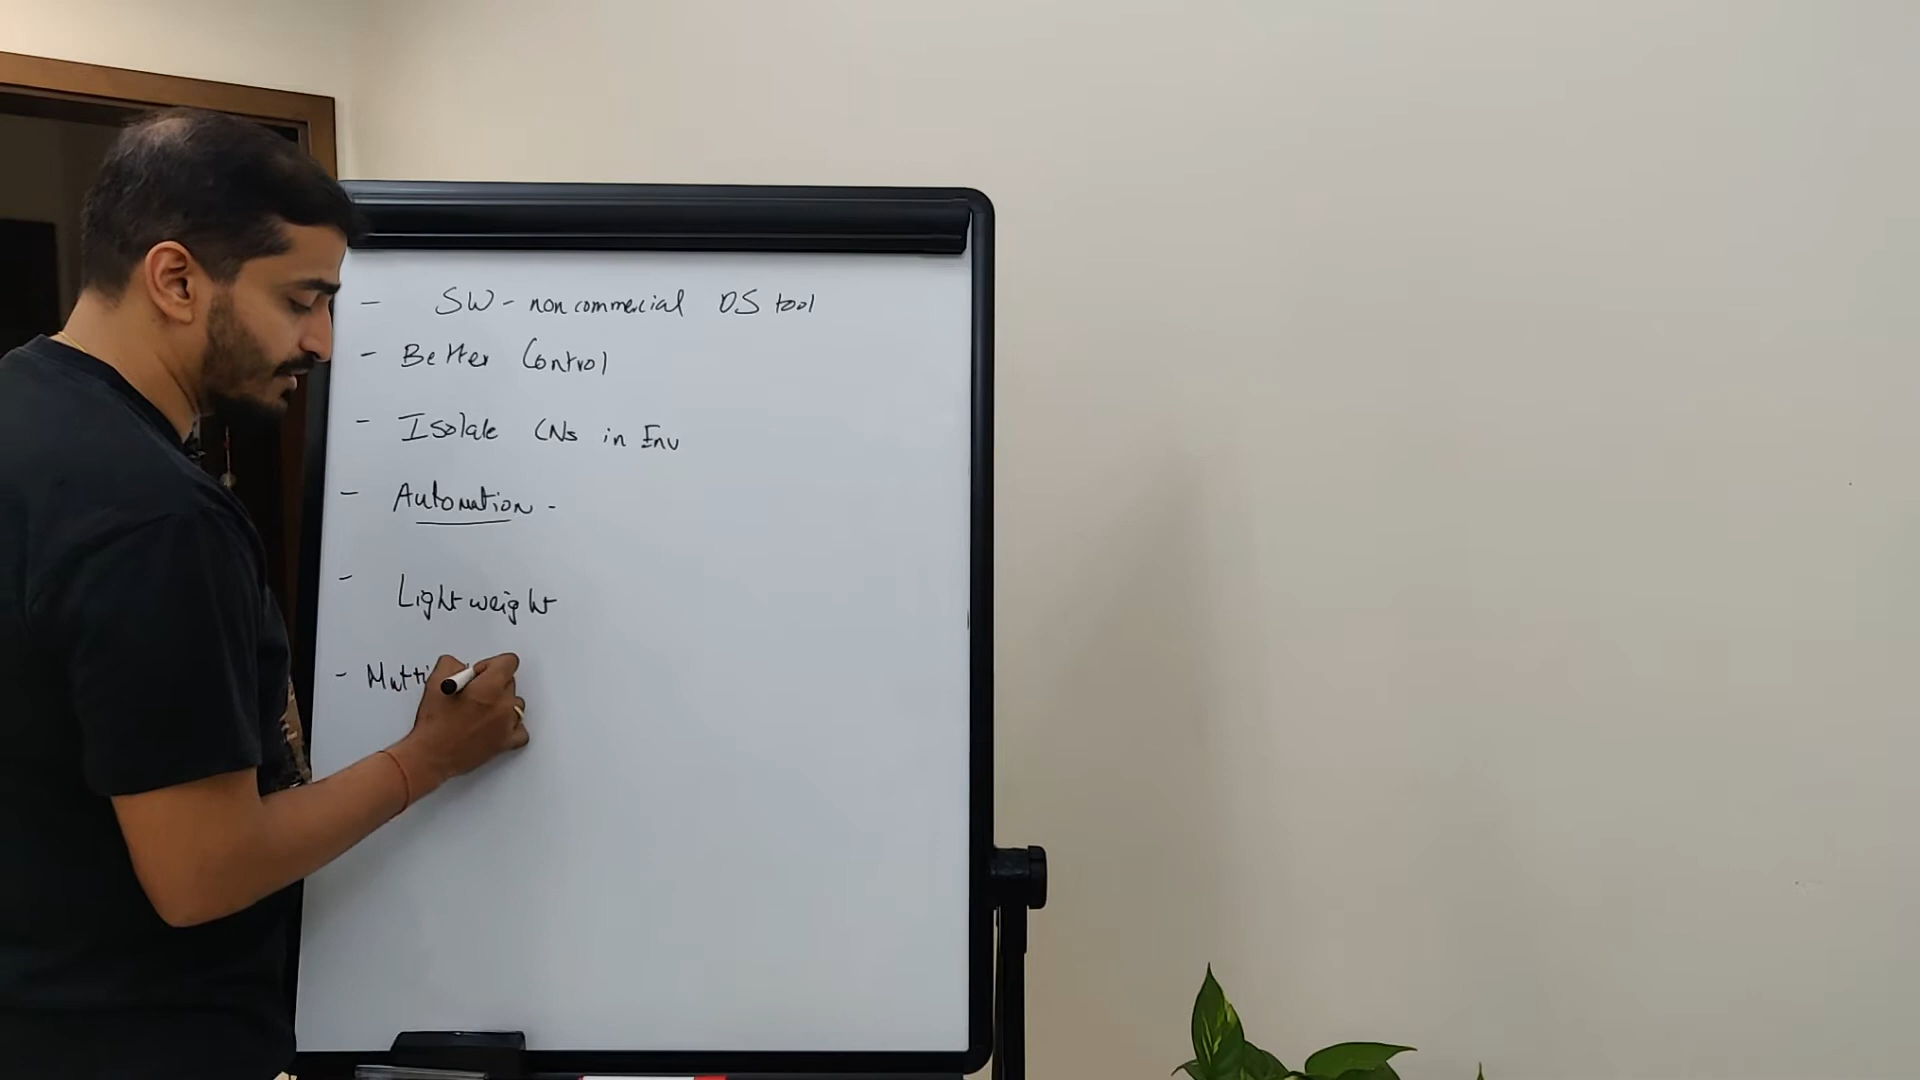 - SW - non commercial OS tool
- Better Control
- Isolate CNs in Env
- Automation -
- Lightweight
-